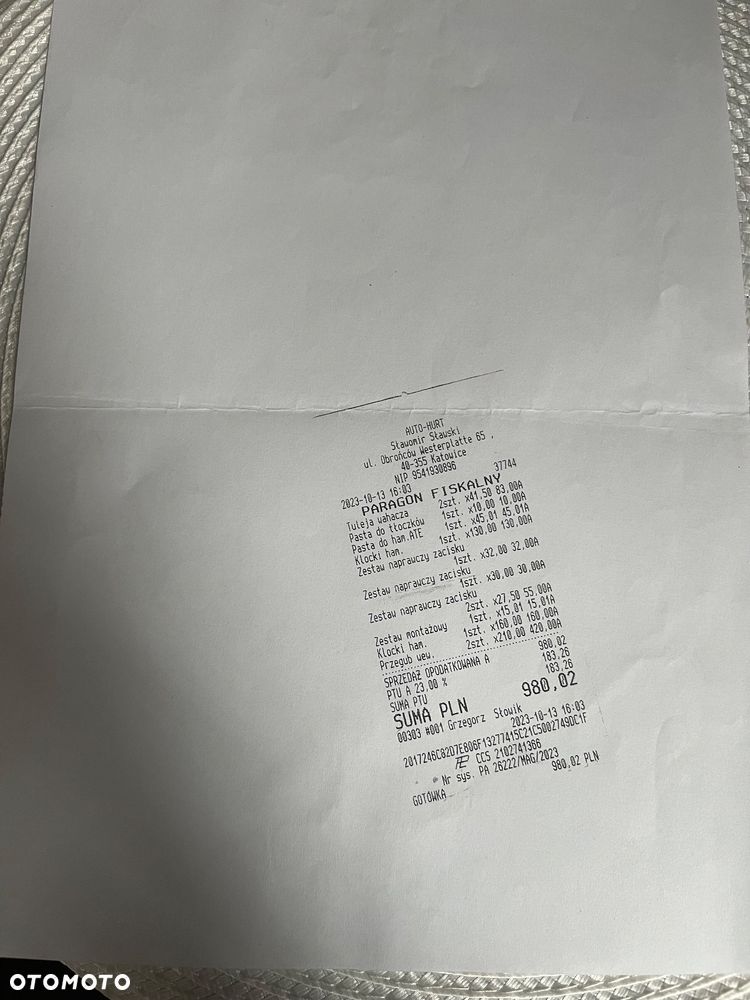 AUTO-HURT
Sławomir Sławski
ul. Obrońców Westerplatte 65 ,
40-355 Katowice
NIP 9541930896
2023-10-13 16:03 37744
PARAGON FISKALNY
Tuleja wahacza 2szt. x41,50 83,00A
Pasta do tłoczków 1szt. x10,00 10,00A
Pasta do ham.ATE 1szt. x45,01 45,01A
Klocki ham. 1szt. x130,00 130,00A
Zestaw naprawczy zacisku
1szt. x32,00 32,00A
Zestaw naprawczy zacisku
1szt. x30,00 30,00A
Zestaw naprawczy zacisku
2szt. x27,50 55,00A
Zestaw montażowy 1szt. x15,01 15,01A
Klocki ham. 1szt. x160,00 160,00A
Przegub wew. 2szt. x210,00 420,00A
SPRZEDAŻ OPODATKOWANA A 980,02
PTU A 23,00 % 183,26
SUMA PTU 183,26
SUMA PLN 980,02
00303 #001 Grzegorz Słowik 2023-10-13 16:03
2017246C82D7E806F13277415C21C5002749DC1F
CCS 2102741366
Nr sys. PA 26222/MAG/2023
GOTÓWKA 980,02 PLN
OTOMOTO